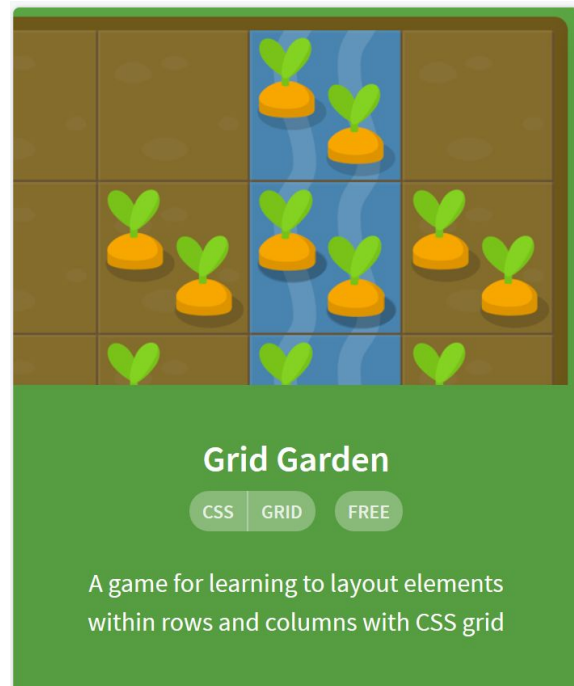 Grid Garden
CSS GRID FREE
A game for learning to layout elements
within rows and columns with CSS grid